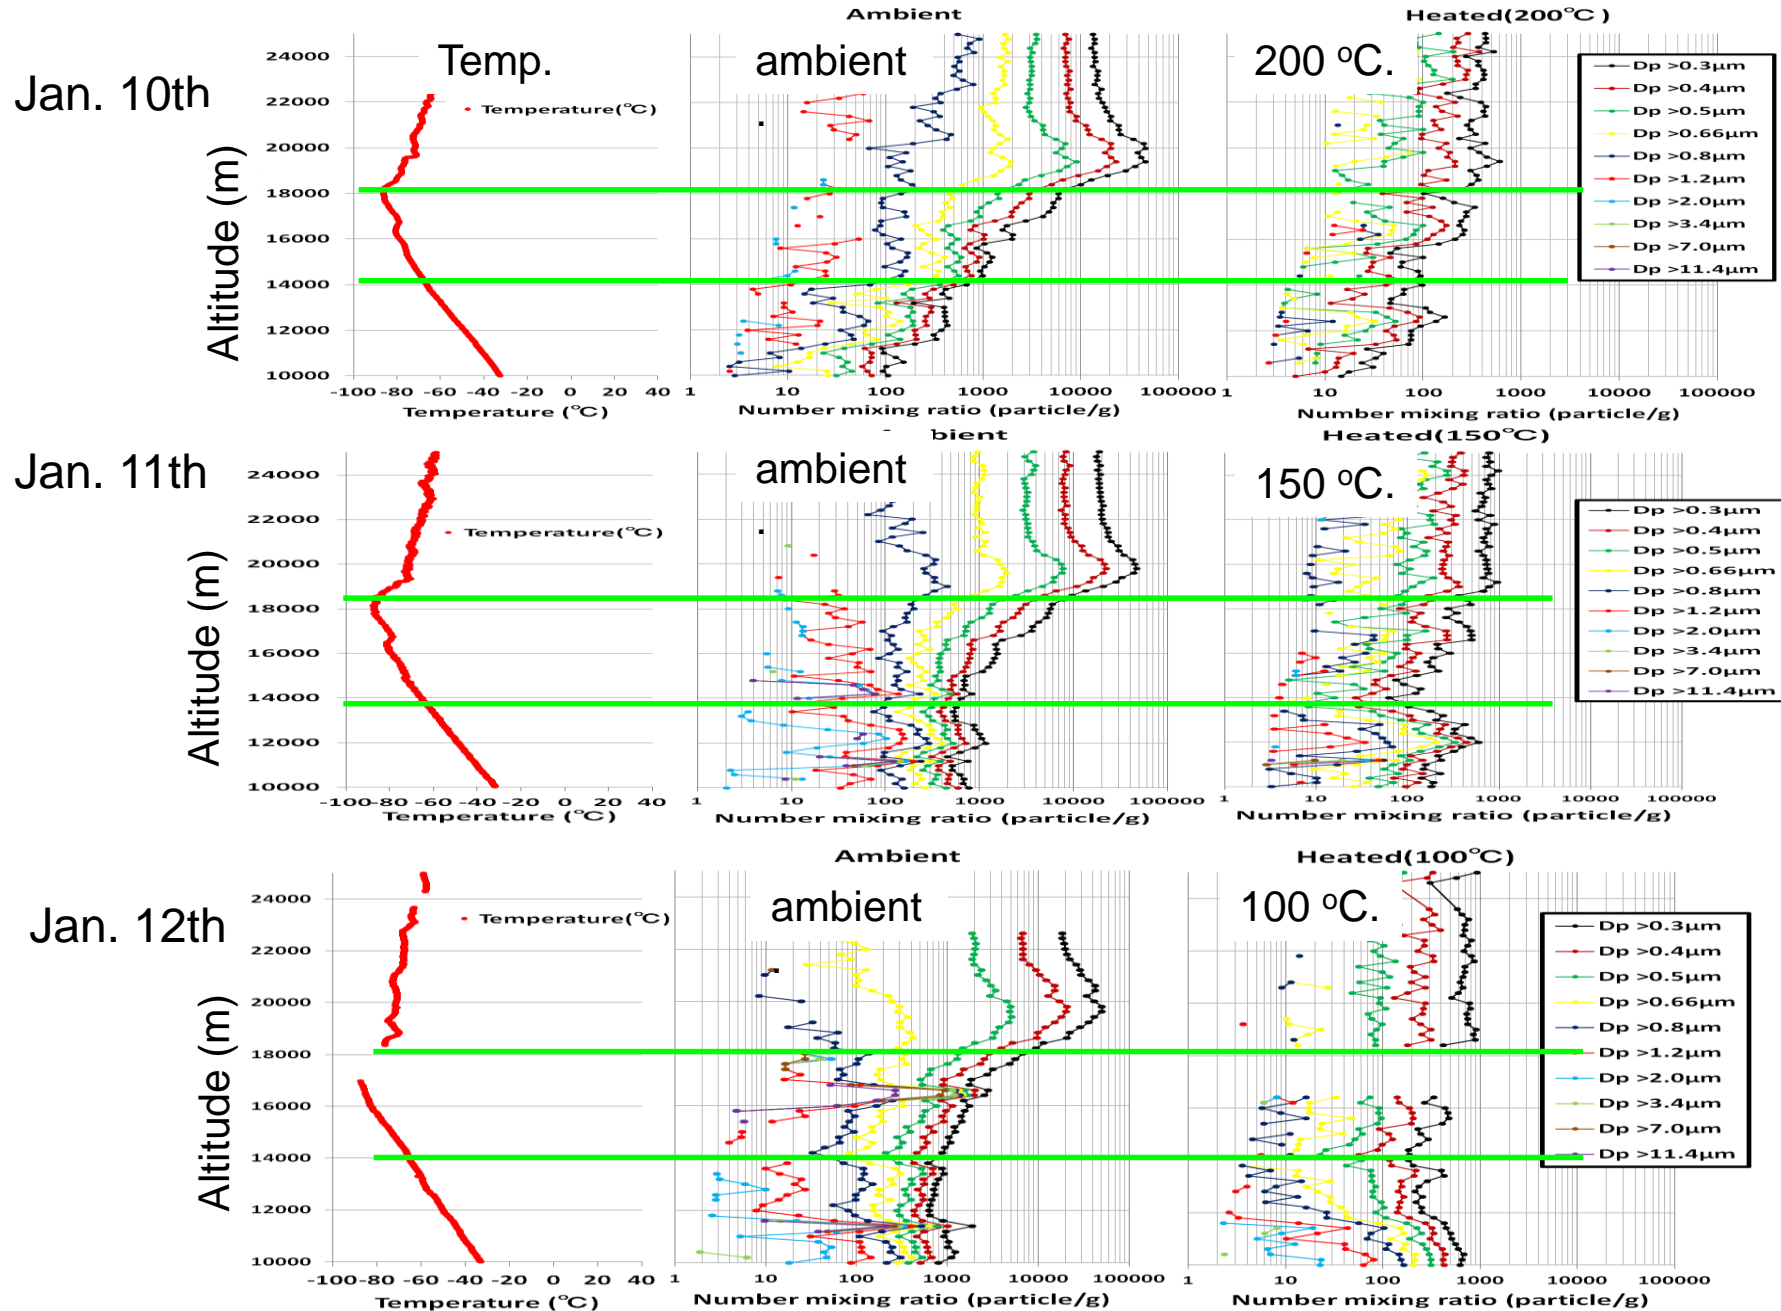 Ambient
Heated(200°C)
Jan. 10th
Temp.
ambient
200 °C.
Temperature(°C)
Altitude (m)
24000
22000
20000
18000
16000
14000
12000
10000
-100 -80 -60 -40 -20 0 20 40
Temperature (°C)
1 10 100 1000 10000 100000
Number mixing ratio (particle/g)
1 10 100 1000 10000 100000
Number mixing ratio (particle/g)
Dp >0.3µm
Dp >0.4µm
Dp >0.5µm
Dp >0.66µm
Dp >0.8µm
Dp >1.2µm
Dp >2.0µm
Dp >3.4µm
Dp >7.0µm
Dp >11.4µm
bient
Heated(150°C)
Jan. 11th
ambient
150 °C.
Temperature(°C)
Altitude (m)
24000
22000
20000
18000
16000
14000
12000
10000
-100 -80 -60 -40 -20 0 20 40
Temperature (°C)
1 10 100 1000 10000 100000
Number mixing ratio (particle/g)
1 10 100 1000 10000 100000
Number mixing ratio (particle/g)
Dp >0.3µm
Dp >0.4µm
Dp >0.5µm
Dp >0.66µm
Dp >0.8µm
Dp >1.2µm
Dp >2.0µm
Dp >3.4µm
Dp >7.0µm
Dp >11.4µm
Ambient
Heated(100°C)
Jan. 12th
ambient
100 °C.
Temperature(°C)
Altitude (m)
24000
22000
20000
18000
16000
14000
12000
10000
-100 -80 -60 -40 -20 0 20 40
Temperature (°C)
1 10 100 1000 10000 100000
Number mixing ratio (particle/g)
1 10 100 1000 10000 100000
Number mixing ratio (particle/g)
Dp >0.3µm
Dp >0.4µm
Dp >0.5µm
Dp >0.66µm
Dp >0.8µm
Dp >1.2µm
Dp >2.0µm
Dp >3.4µm
Dp >7.0µm
Dp >11.4µm